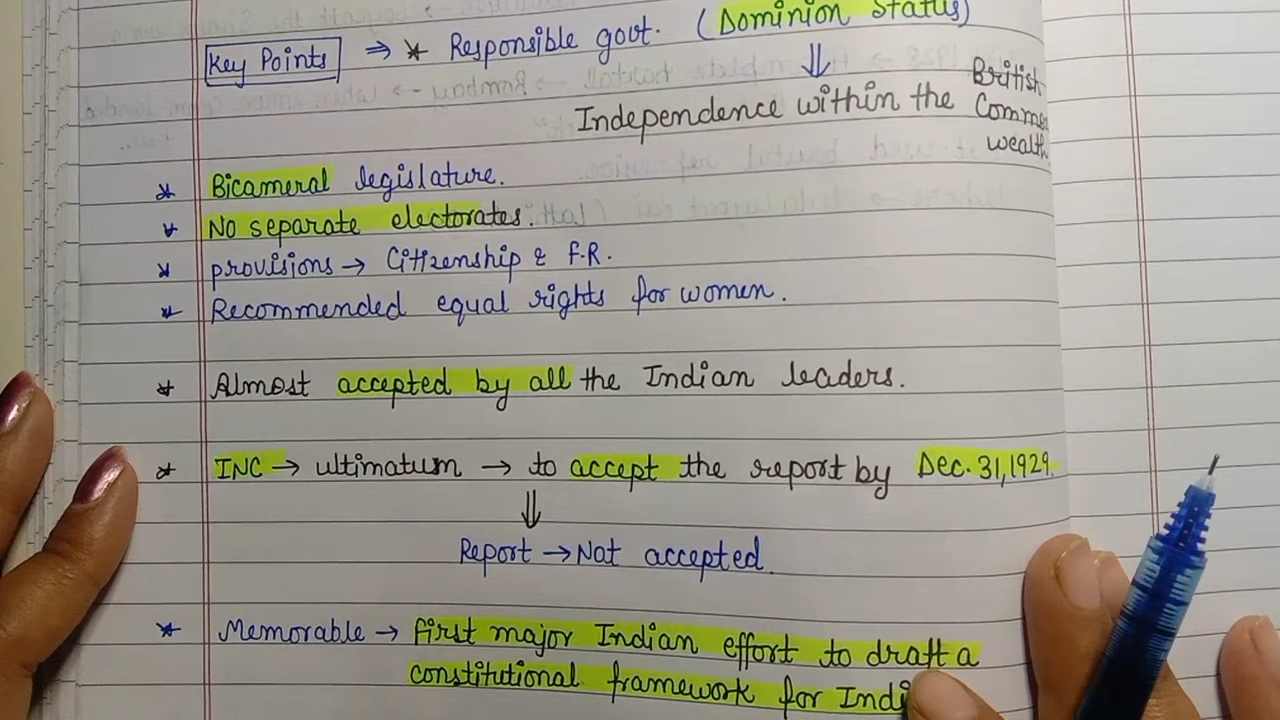 Key Points ⇒ * Responsible govt. (Dominion Status)
⇓
Independence within the British
Common
wealth
* Bicameral legislature.
* No separate electorates.
* provisions → Citizenship & F.R.
* Recommended equal rights for women.
* Almost accepted by all the Indian leaders.
* INC → ultimatum → to accept the report by Dec. 31, 1929.
⇓
Report → Not accepted.
* Memorable → first major Indian effort to draft a
constitutional framework for Indi